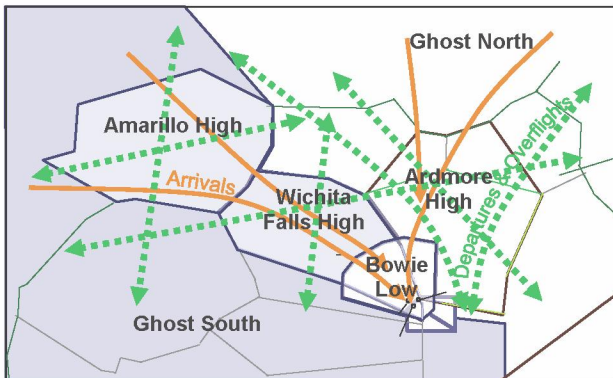 Ghost North
Amarillo High
Arrivals
Wichita
Falls High
Ardmore
High
Departures & Overflights
Bowie
Low
Ghost South